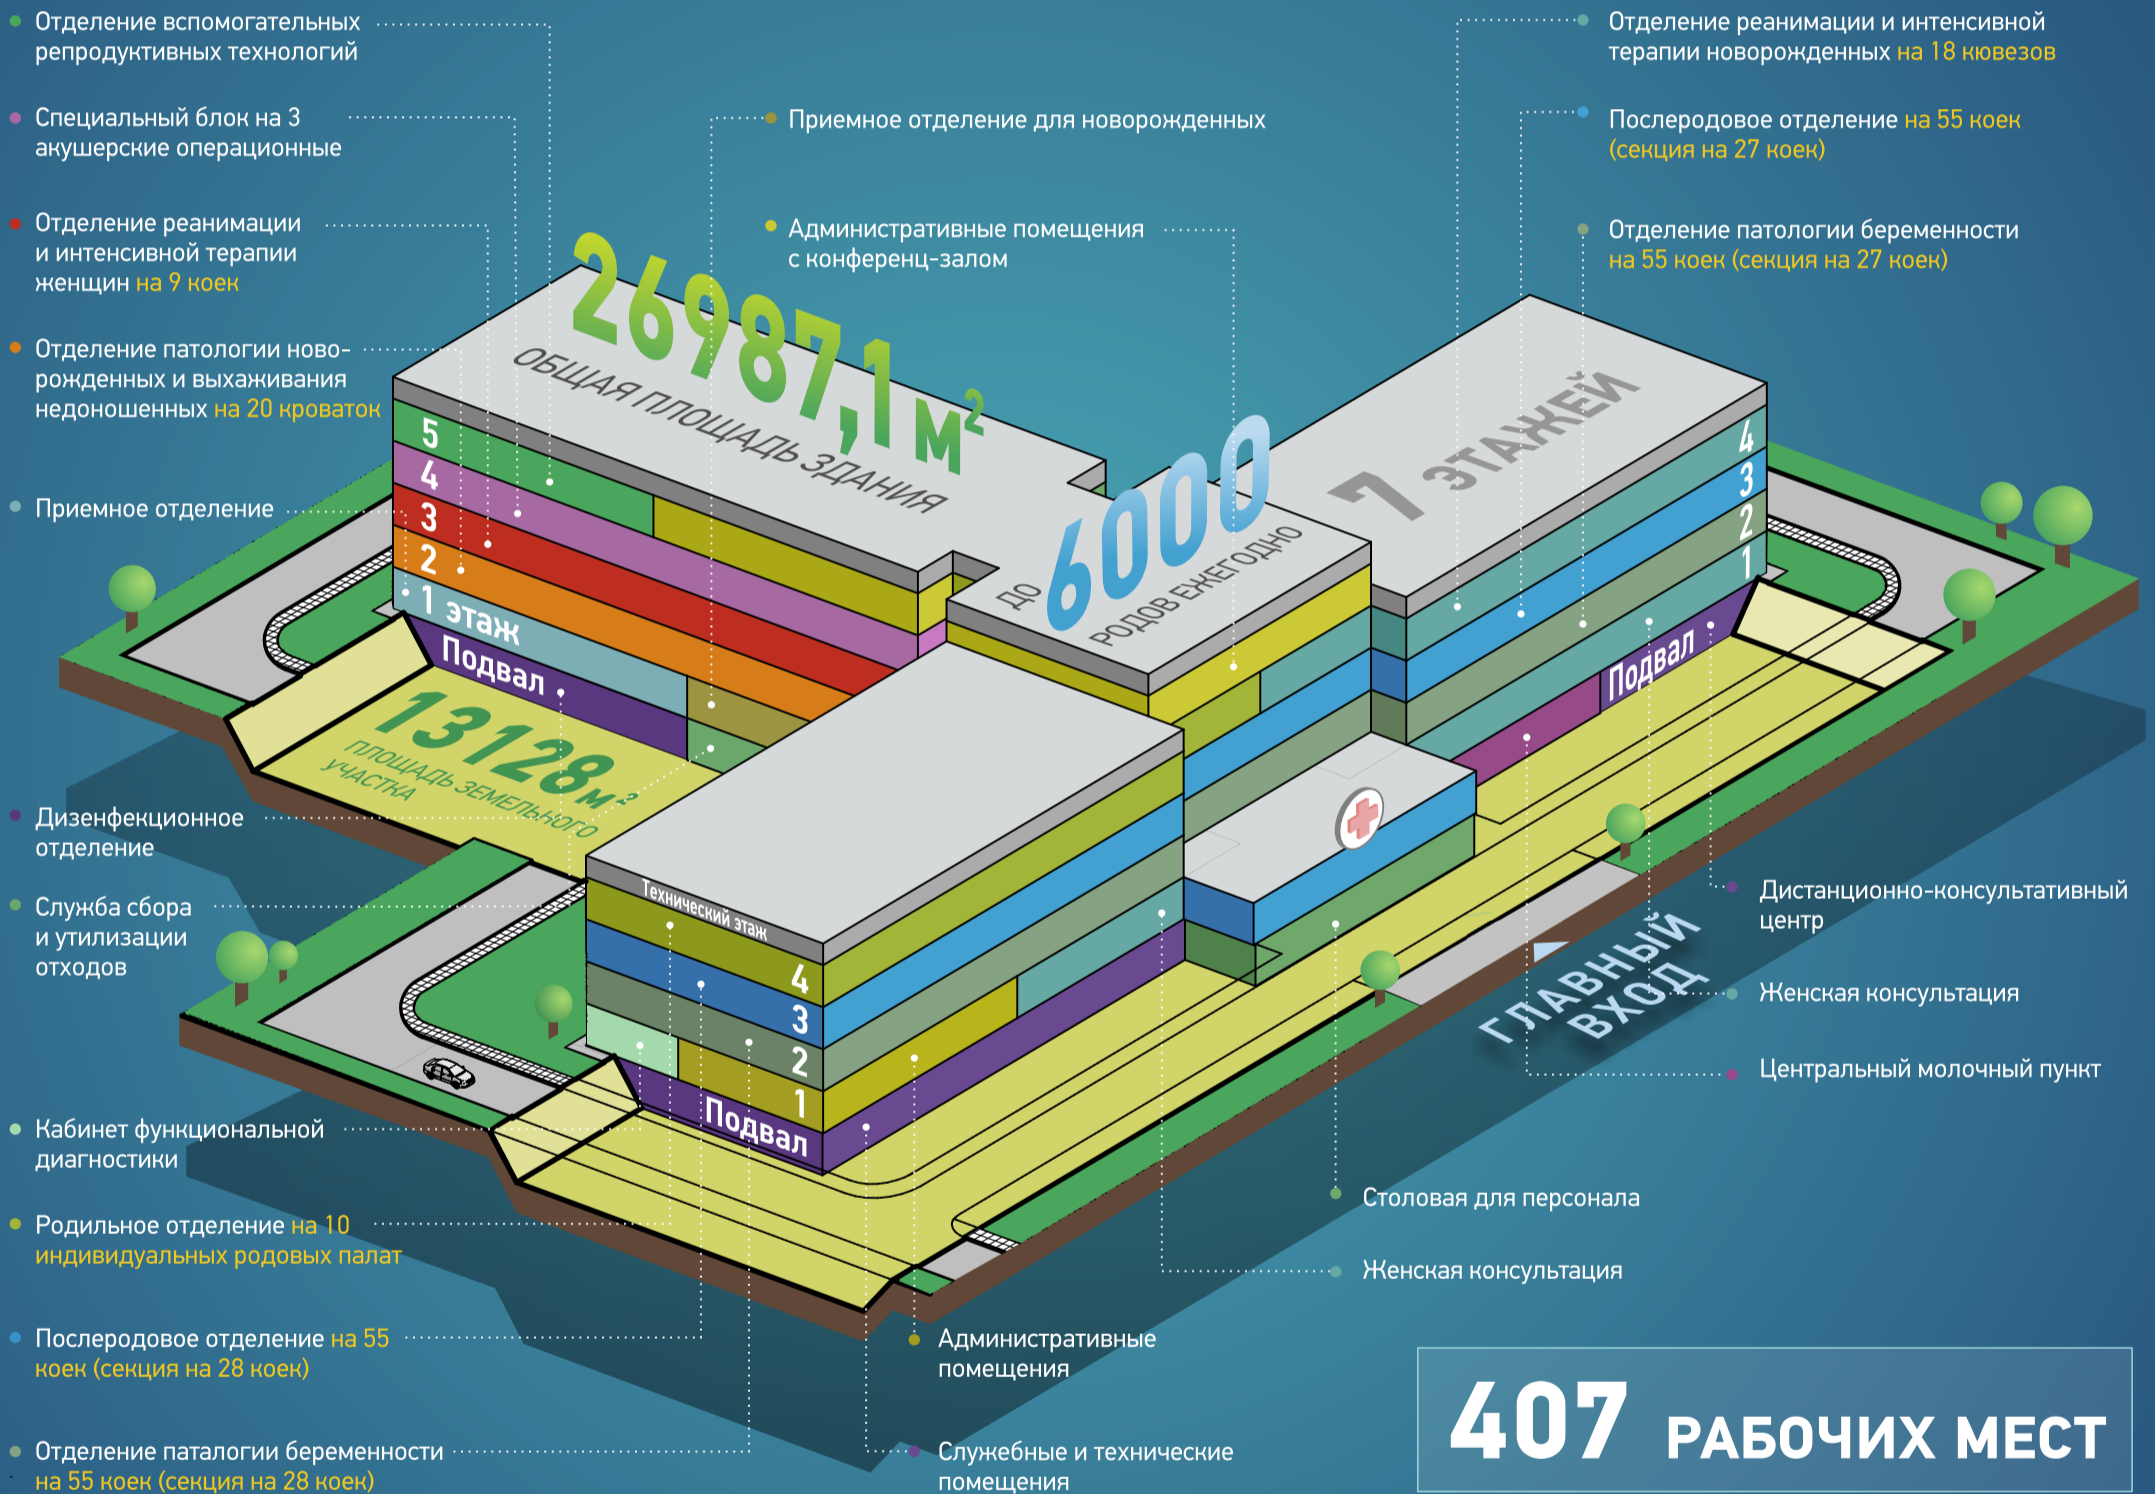 Отделение вспомогательных
репродуктивных технологий
Специальный блок на 3
акушерские операционные
Отделение реанимации
и интенсивной терапии
женщин на 9 коек
Отделение патологии ново-
рожденных и выхаживания
недоношенных на 20 кроваток
Приемное отделение
Дизенфекционное
отделение
Служба сбора
и утилизации
отходов
Кабинет функциональной
диагностики
Родильное отделение на 10
индивидуальных родовых палат
Послеродовое отделение на 55
коек (секция на 28 коек)
Отделение паталогии беременности
на 55 коек (секция на 28 коек)
Приемное отделение для новорожденных
Административные помещения
с конференц-залом
Отделение реанимации и интенсивной
терапии новорожденных на 18 кювезов
Послеродовое отделение на 55 коек
(секция на 27 коек)
Отделение патологии беременности
на 55 коек (секция на 27 коек)
26987,1 м²
ОБЩАЯ ПЛОЩАДЬ ЗДАНИЯ
ДО 6000
РОДОВ ЕЖЕГОДНО
7 ЭТАЖЕЙ
5
4
3
2
1 этаж
Подвал
13128 м²
ПЛОЩАДЬ ЗЕМЕЛЬНОГО
УЧАСТКА
Технический этаж
4
3
2
1
Подвал
4
3
2
1
Подвал
ГЛАВНЫЙ
ВХОД
Дистанционно-консультативный
центр
Женская консультация
Центральный молочный пункт
Столовая для персонала
Женская консультация
Административные
помещения
Служебные и технические
помещения
407 РАБОЧИХ МЕСТ